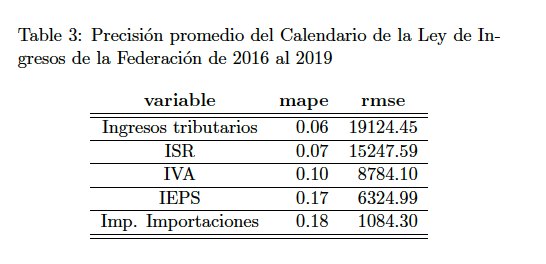 Table 3: Precisión promedio del Calendario de la Ley de In-
gresos de la Federación de 2016 al 2019
variable mape rmse
Ingresos tributarios 0.06 19124.45
ISR 0.07 15247.59
IVA 0.10 8784.10
IEPS 0.17 6324.99
Imp. Importaciones 0.18 1084.30